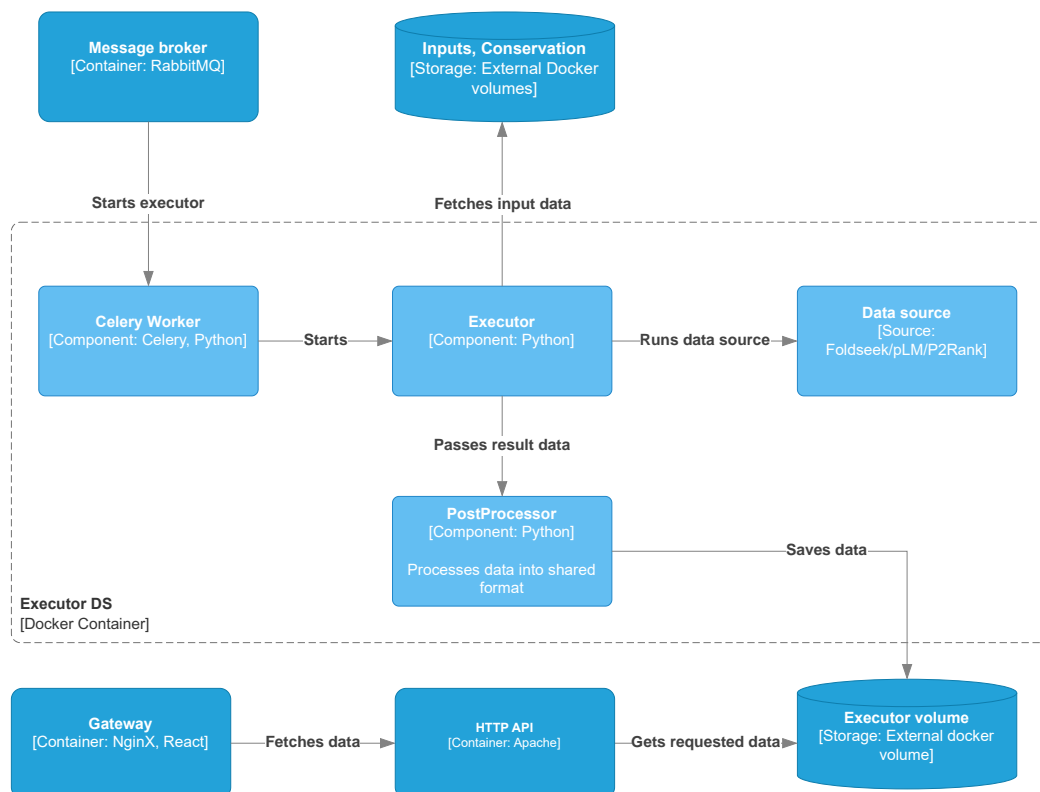 Message broker
[Container: RabbitMQ]
Inputs, Conservation
[Storage: External Docker
volumes]
Starts executor
Fetches input data
Celery Worker
[Component: Celery, Python]
Starts
Executor
[Component: Python]
Runs data source
Data source
[Source:
Foldseek/pLM/P2Rank]
Passes result data
PostProcessor
[Component: Python]
Processes data into shared
format
Saves data
Executor DS
[Docker Container]
Gateway
[Container: NginX, React]
Fetches data
HTTP API
[Container: Apache]
Gets requested data
Executor volume
[Storage: External docker
volume]